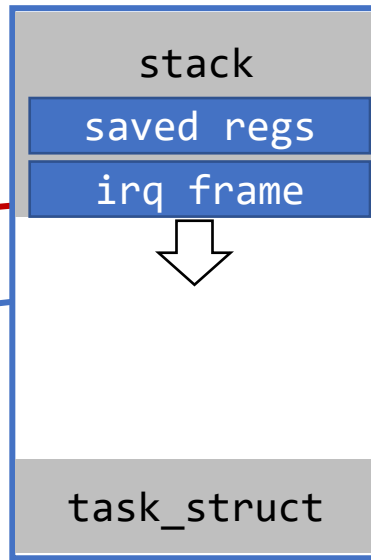 stack
saved regs
irq frame
task_struct